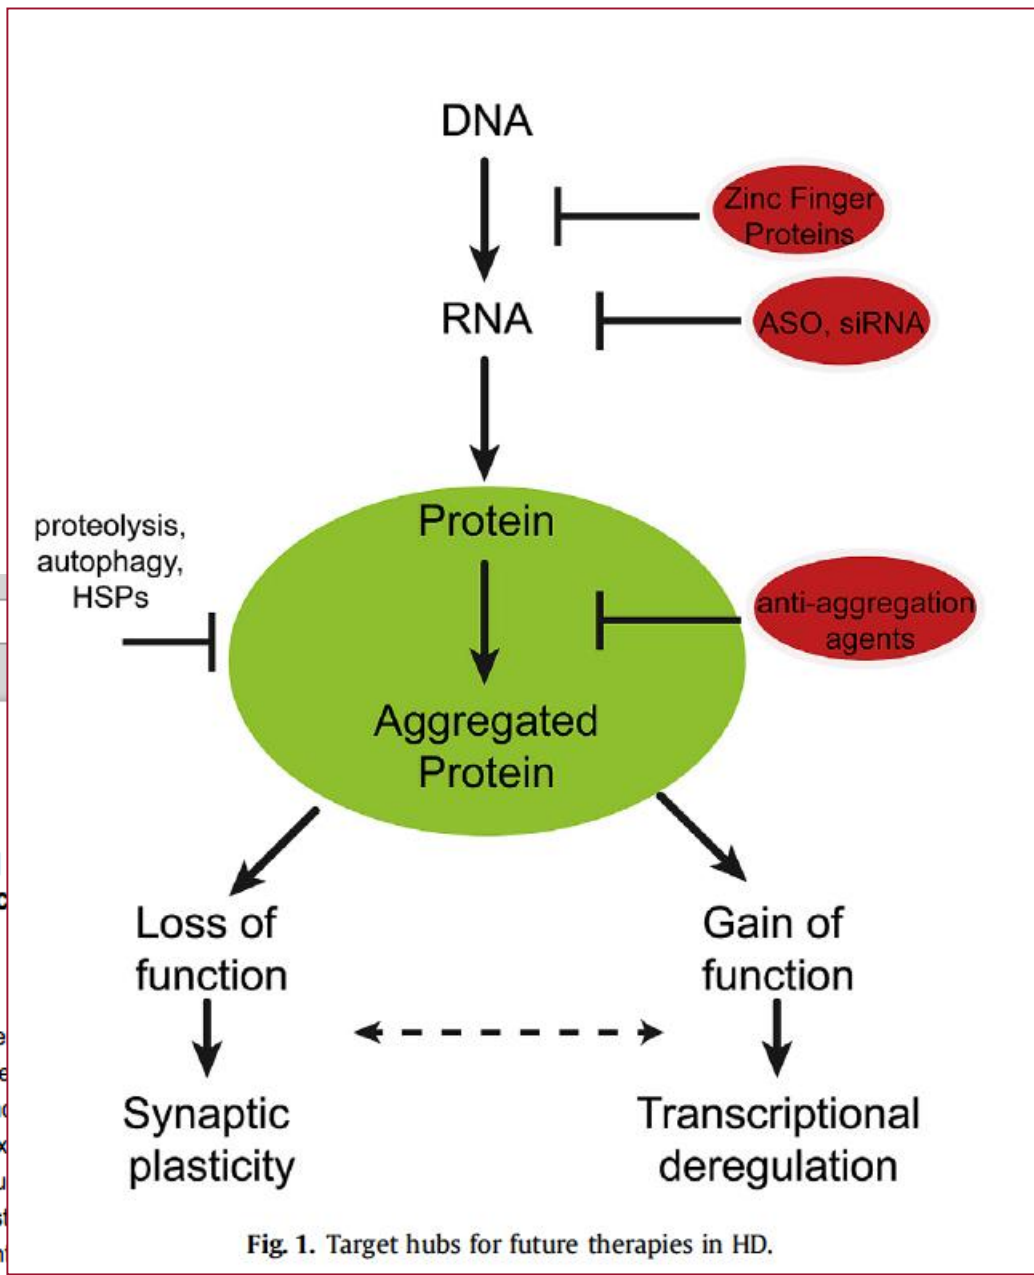 DNA
Zinc Finger
Proteins
RNA
ASO, siRNA
Protein
proteolysis,
autophagy,
HSPs
anti-aggregation
agents
Aggregated
Protein
Loss of
function
Gain of
function
Synaptic
plasticity
Transcriptional
deregulation
Fig. 1. Target hubs for future therapies in HD.